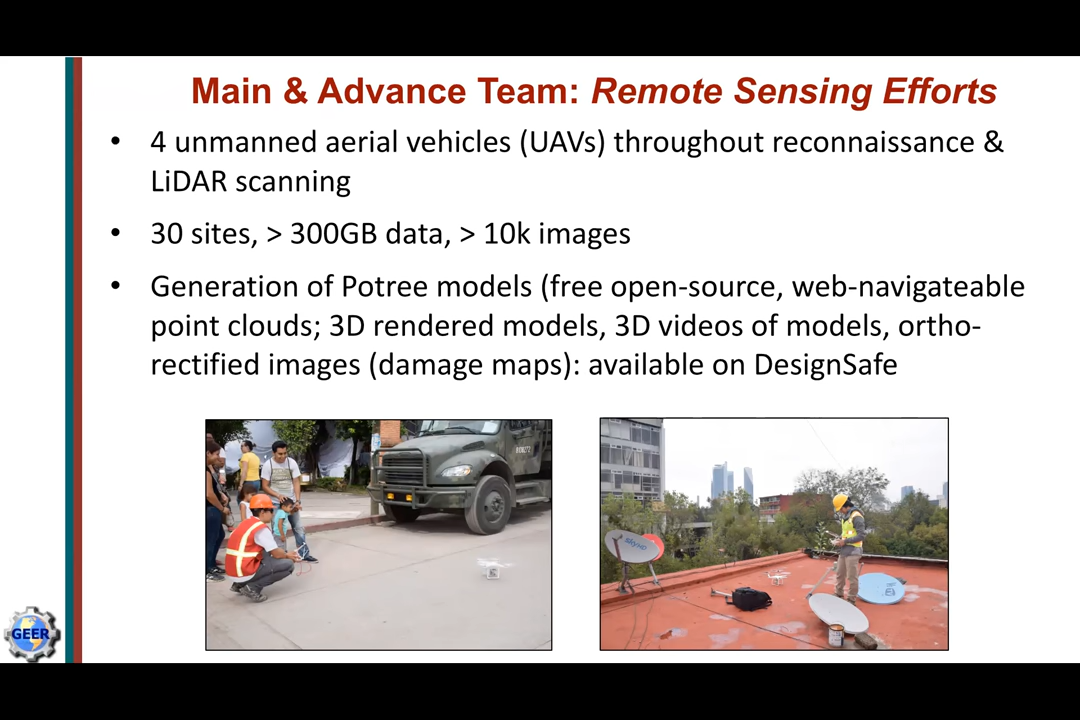 Main & Advance Team: Remote Sensing Efforts
• 4 unmanned aerial vehicles (UAVs) throughout reconnaissance &
LiDAR scanning
• 30 sites, > 300GB data, > 10k images
• Generation of Potree models (free open-source, web-navigateable
point clouds; 3D rendered models, 3D videos of models, ortho-
rectified images (damage maps): available on DesignSafe
GEER